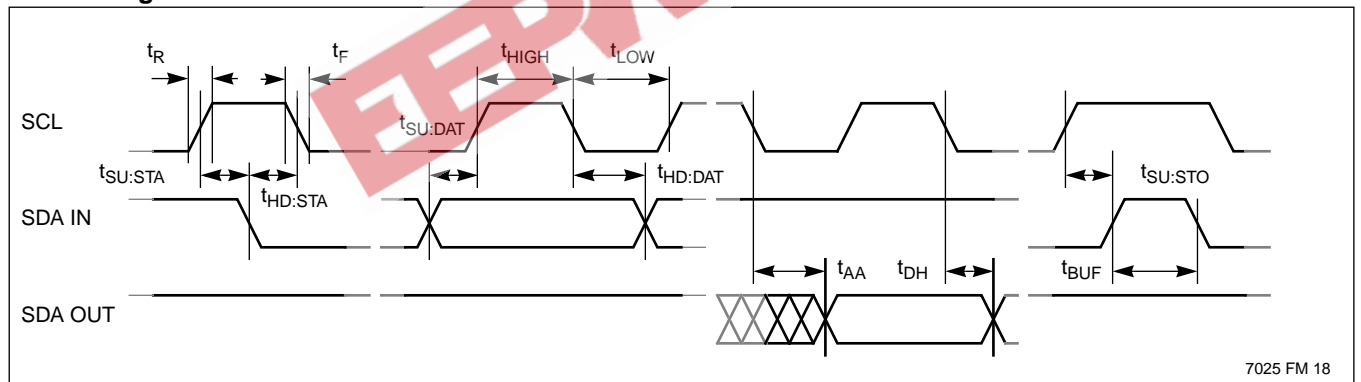 tR
tF
tHIGH
tLOW
SCL
tSU:DAT
tSU:STA
tHD:STA
tHD:DAT
tSU:STO
SDA IN
tAA
tDH
tBUF
SDA OUT
7025 FM 18